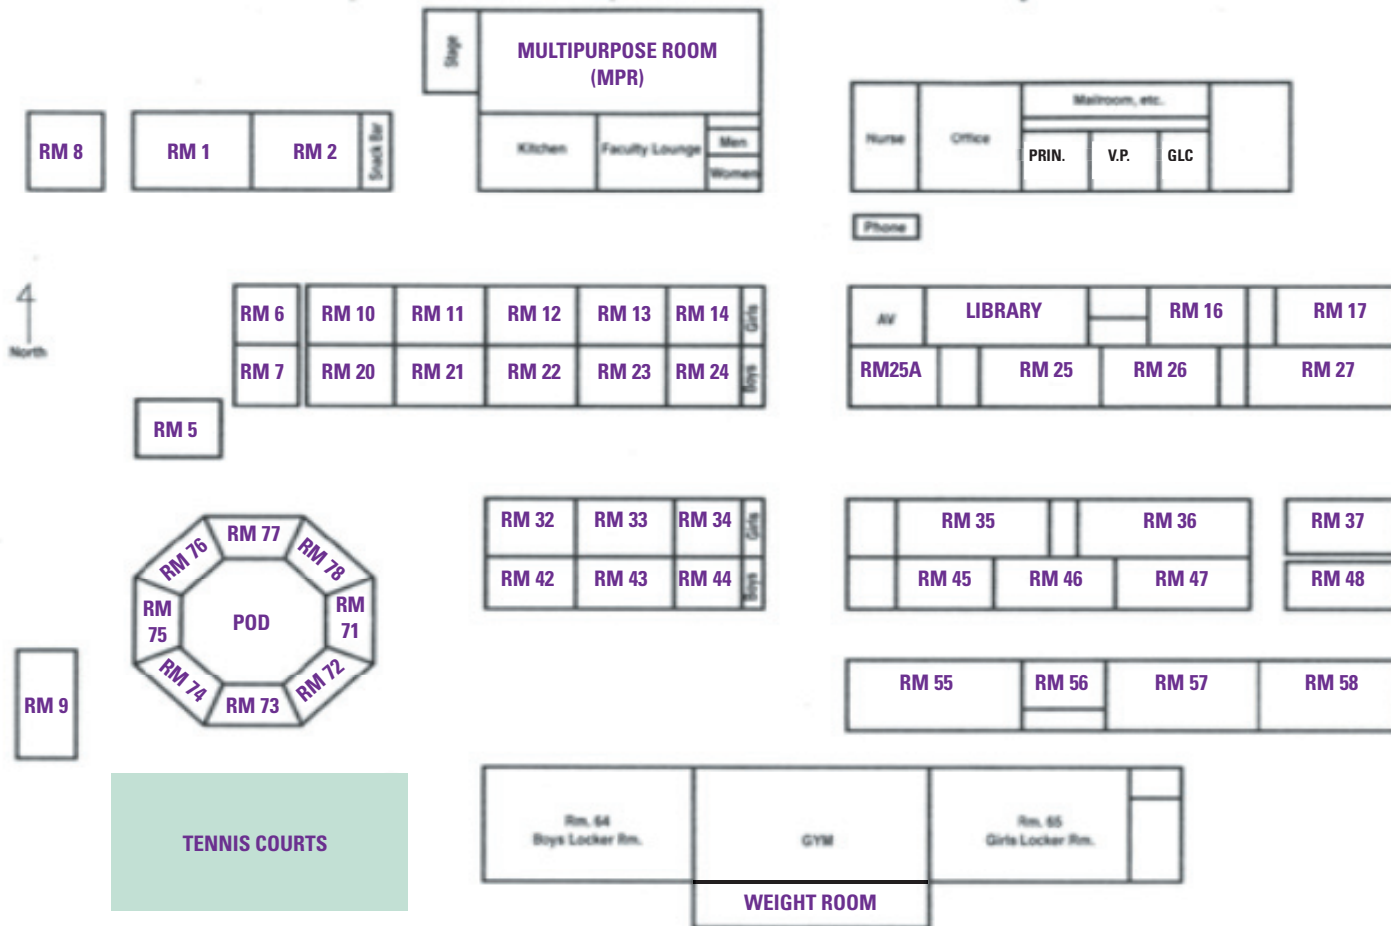 Stage
MULTIPURPOSE ROOM
(MPR)
Mailroom, etc.
RM 8
RM 1
RM 2
Snack Bar
Kitchen
Faculty Lounge
Men
Women
Nurse
Office
PRIN.
V.P.
GLC
Phone
4
North
RM 6
RM 10
RM 11
RM 12
RM 13
RM 14
Girls
AV
LIBRARY
RM 16
RM 17
RM 7
RM 20
RM 21
RM 22
RM 23
RM 24
Boys
RM25A
RM 25
RM 26
RM 27
RM 5
RM 32
RM 33
RM 34
Girls
RM 35
RM 36
RM 37
RM 42
RM 43
RM 44
Boys
RM 45
RM 46
RM 47
RM 48
RM 76
RM 77
RM 78
RM
75
POD
RM
71
RM 74
RM 73
RM 72
RM 9
RM 55
RM 56
RM 57
RM 58
TENNIS COURTS
Rm. 64
Boys Locker Rm.
GYM
Rm. 65
Girls Locker Rm.
WEIGHT ROOM